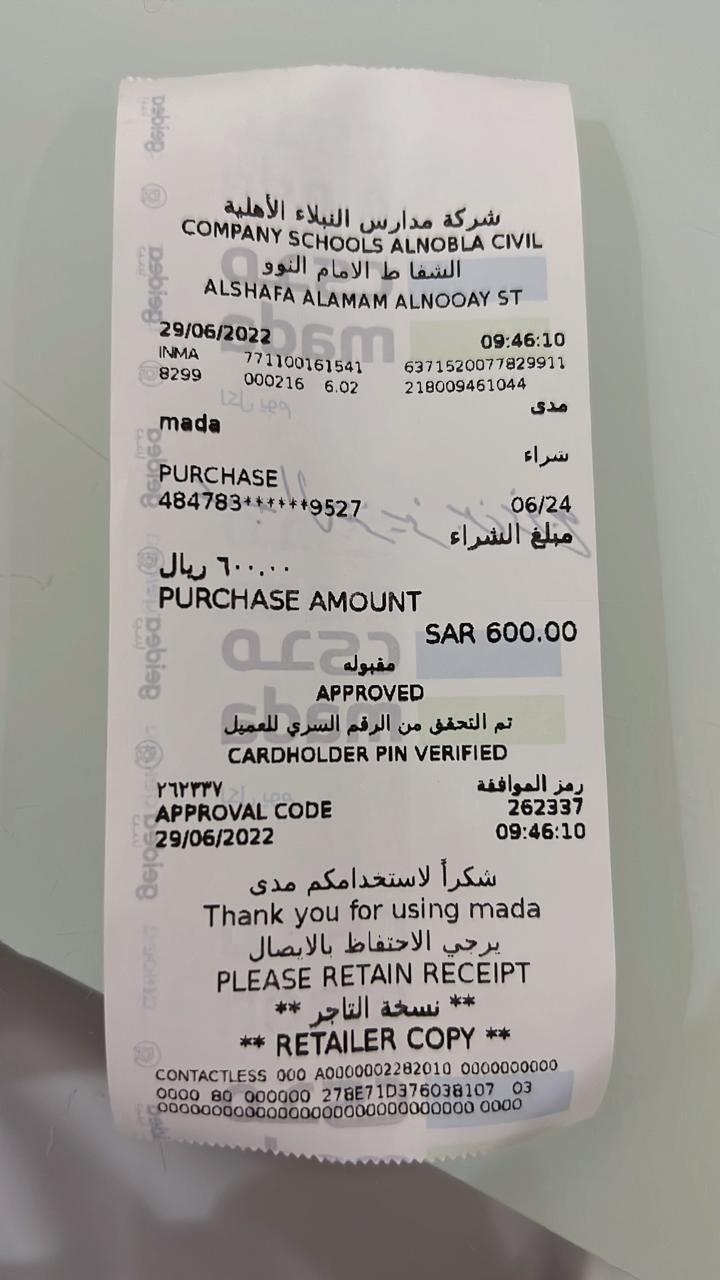 شركة مدارس النبلاء الأهلية
COMPANY SCHOOLS ALNOBLA CIVIL
الشفا ط الامام النوو
ALSHAFA ALAMAM ALNOOAY ST
29/06/2022 09:46:10
INMA 771100161541 6371520077829911
8299 000216 6.02 218009461044
مدى
mada
شراء
PURCHASE
484783******9527 06/24
مبلغ الشراء
٦٠٠.٠٠ ريال
PURCHASE AMOUNT
SAR 600.00
مقبوله
APPROVED
تم التحقق من الرقم السري للعميل
CARDHOLDER PIN VERIFIED
٢٦٢٣٣٧ رمز الموافقة
APPROVAL CODE 262337
29/06/2022 09:46:10
شكراً لاستخدامكم مدى
Thank you for using mada
يرجي الاحتفاظ بالايصال
PLEASE RETAIN RECEIPT
** نسخة التاجر **
** RETAILER COPY **
CONTACTLESS 000 A0000002282010 0000000000
0000 80 000000 278E71D376038107 03